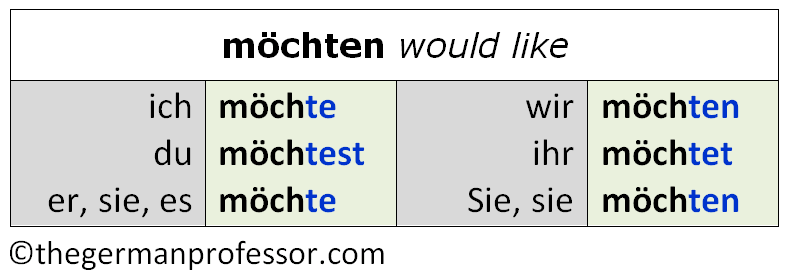 möchten would like
ich möchte wir möchten
du möchtest ihr möchtet
er, sie, es möchte Sie, sie möchten
©thegermanprofessor.com